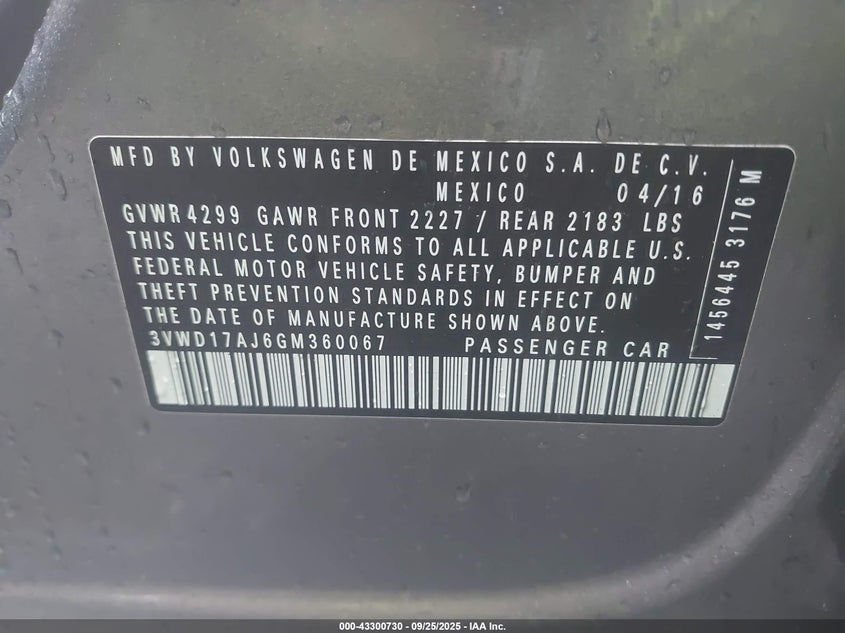 MFD BY VOLKSWAGEN DE MEXICO S.A. DE C.V.
MEXICO 04/16
GVWR 4299 GAWR FRONT 2227 / REAR 2183 LBS
THIS VEHICLE CONFORMS TO ALL APPLICABLE U.S.
FEDERAL MOTOR VEHICLE SAFETY, BUMPER AND
THEFT PREVENTION STANDARDS IN EFFECT ON
THE DATE OF MANUFACTURE SHOWN ABOVE.
3VWD17AJ6GM360067 PASSENGER CAR
1456445 3176 M
000-43300730 - 09/25/2025 - IAA Inc.